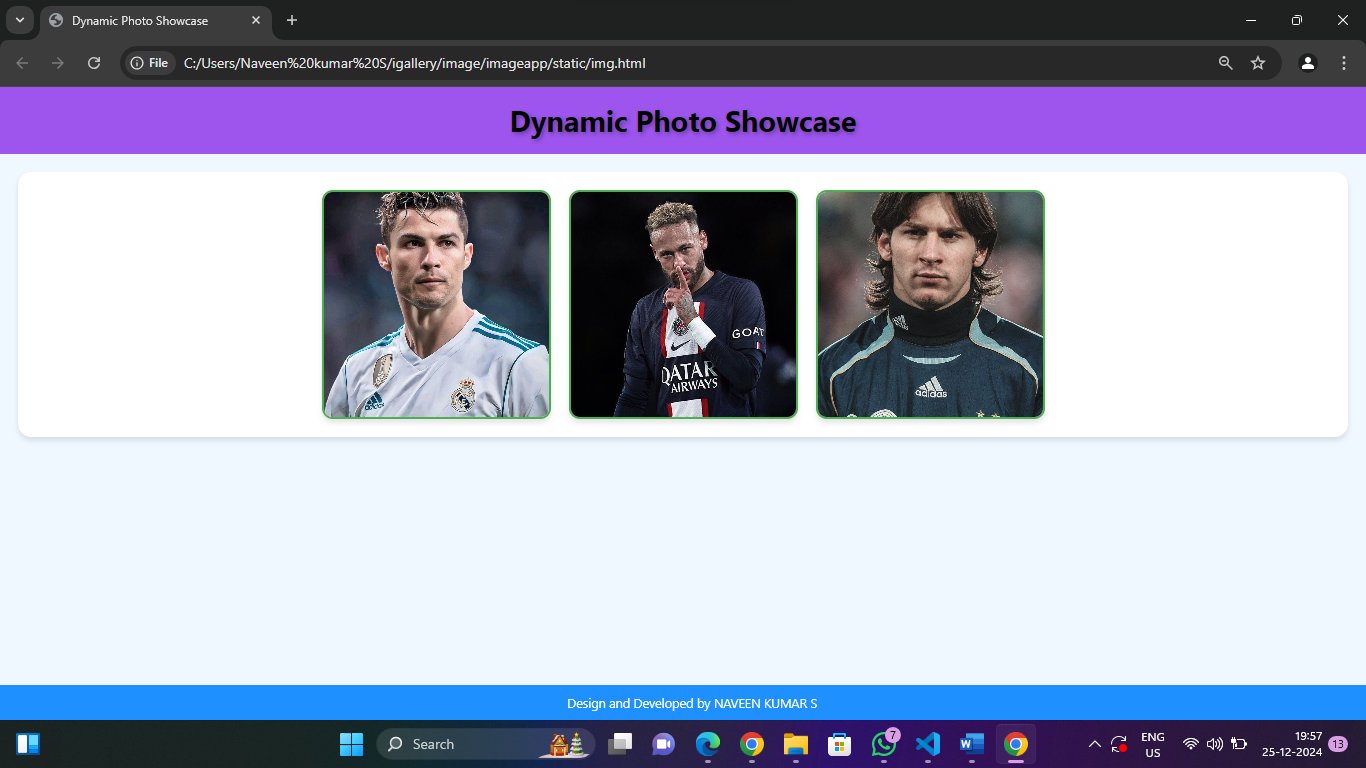 Dynamic Photo Showcase
File
C:/Users/Naveen%20kumar%20S/igallery/image/imageapp/static/img.html
Dynamic Photo Showcase
adidas
GOAT
QATAR
AIRWAYS
adidas
Design and Developed by NAVEEN KUMAR S
Search
7
ENG
US
19:57
25-12-2024
13